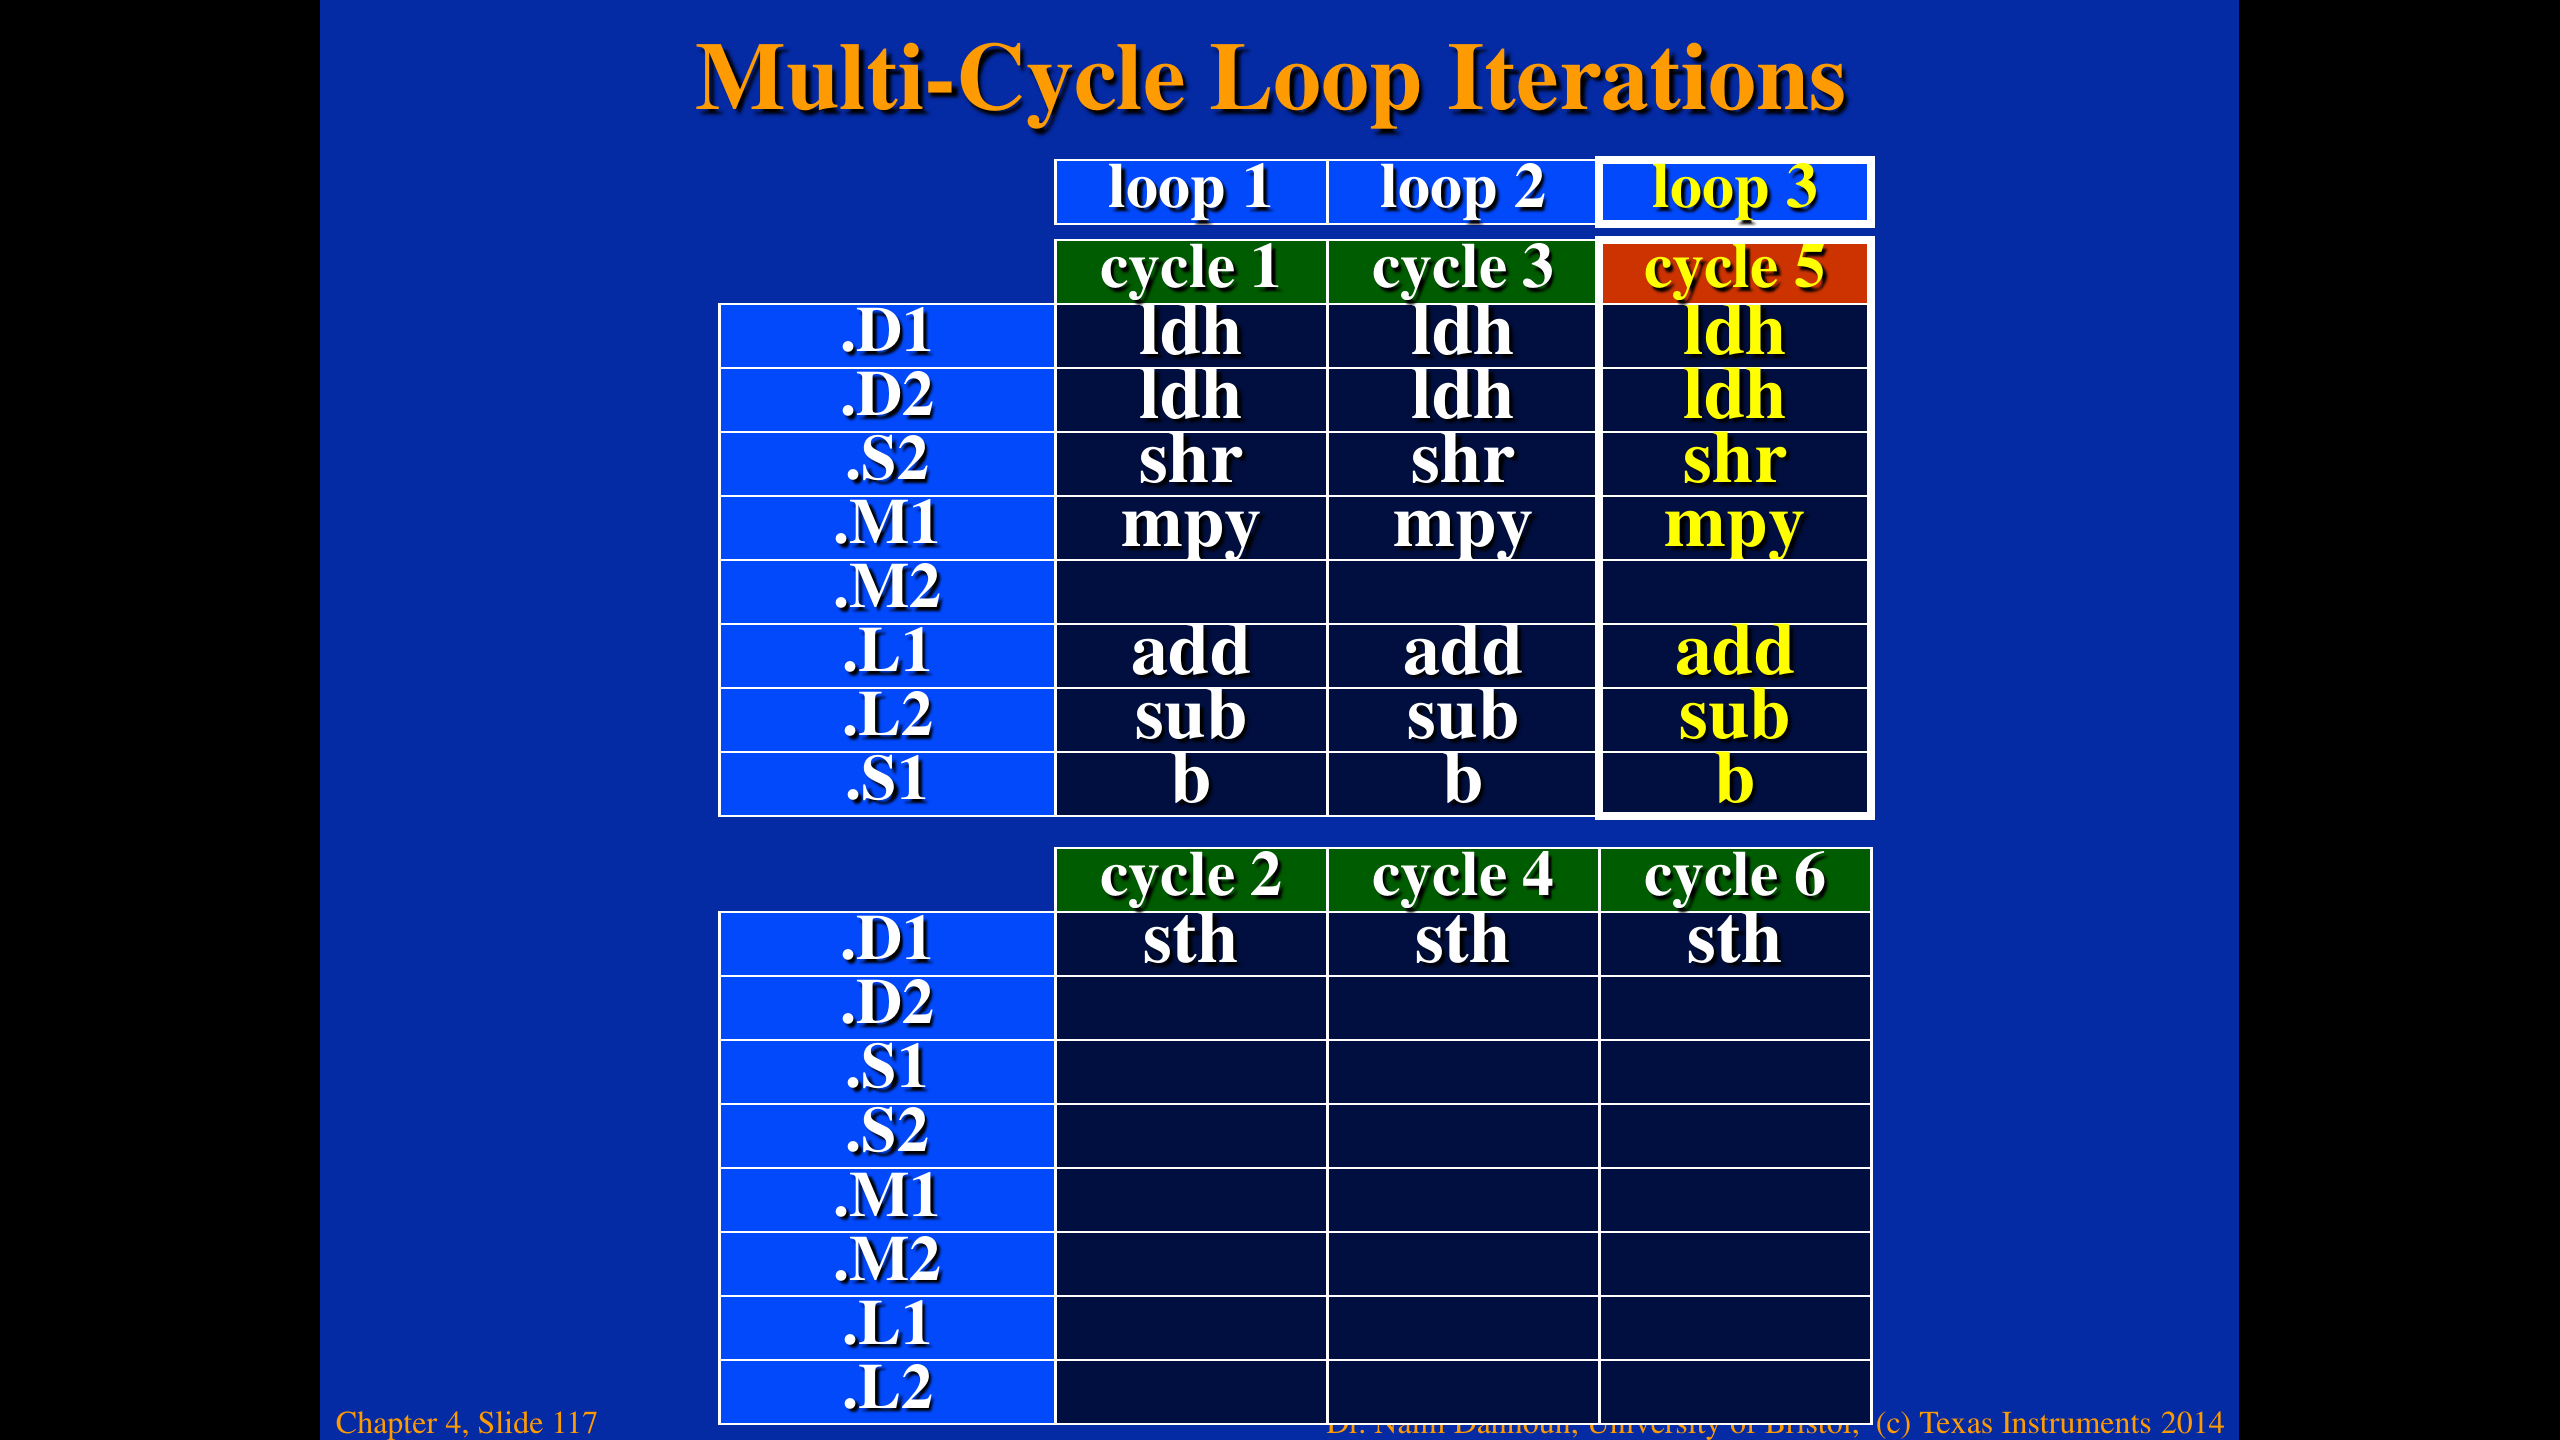 Multi-Cycle Loop Iterations
loop 1 loop 2 loop 3
cycle 1 cycle 3 cycle 5
.D1 ldh ldh ldh
.D2 ldh ldh ldh
.S2 shr shr shr
.M1 mpy mpy mpy
.M2
.L1 add add add
.L2 sub sub sub
.S1 b b b
cycle 2 cycle 4 cycle 6
.D1 sth sth sth
.D2
.S1
.S2
.M1
.M2
.L1
.L2
Chapter 4, Slide 117
Dr. Naim Dahnoun, University of Bristol, (c) Texas Instruments 2014